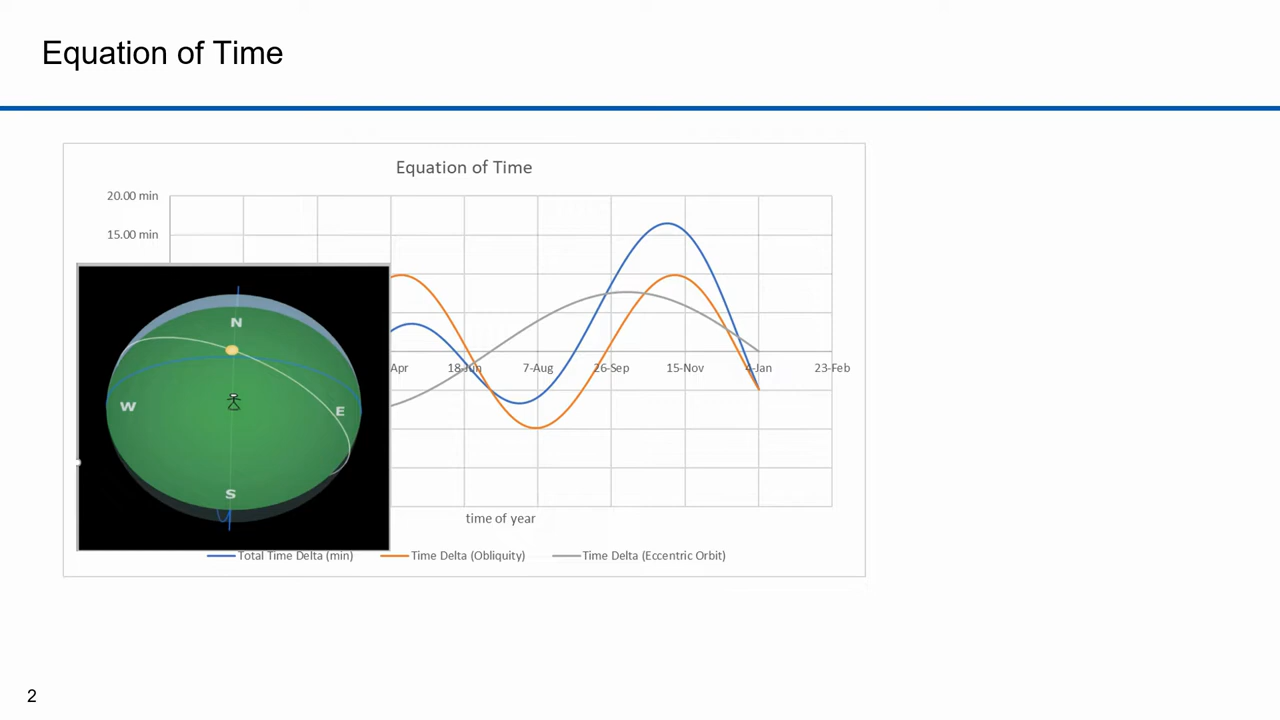 Equation of Time
Equation of Time
20.00 min
15.00 min
N
W
E
S
Apr
18-Jun
7-Aug
26-Sep
15-Nov
4-Jan
23-Feb
time of year
Total Time Delta (min)
Time Delta (Obliquity)
Time Delta (Eccentric Orbit)
2